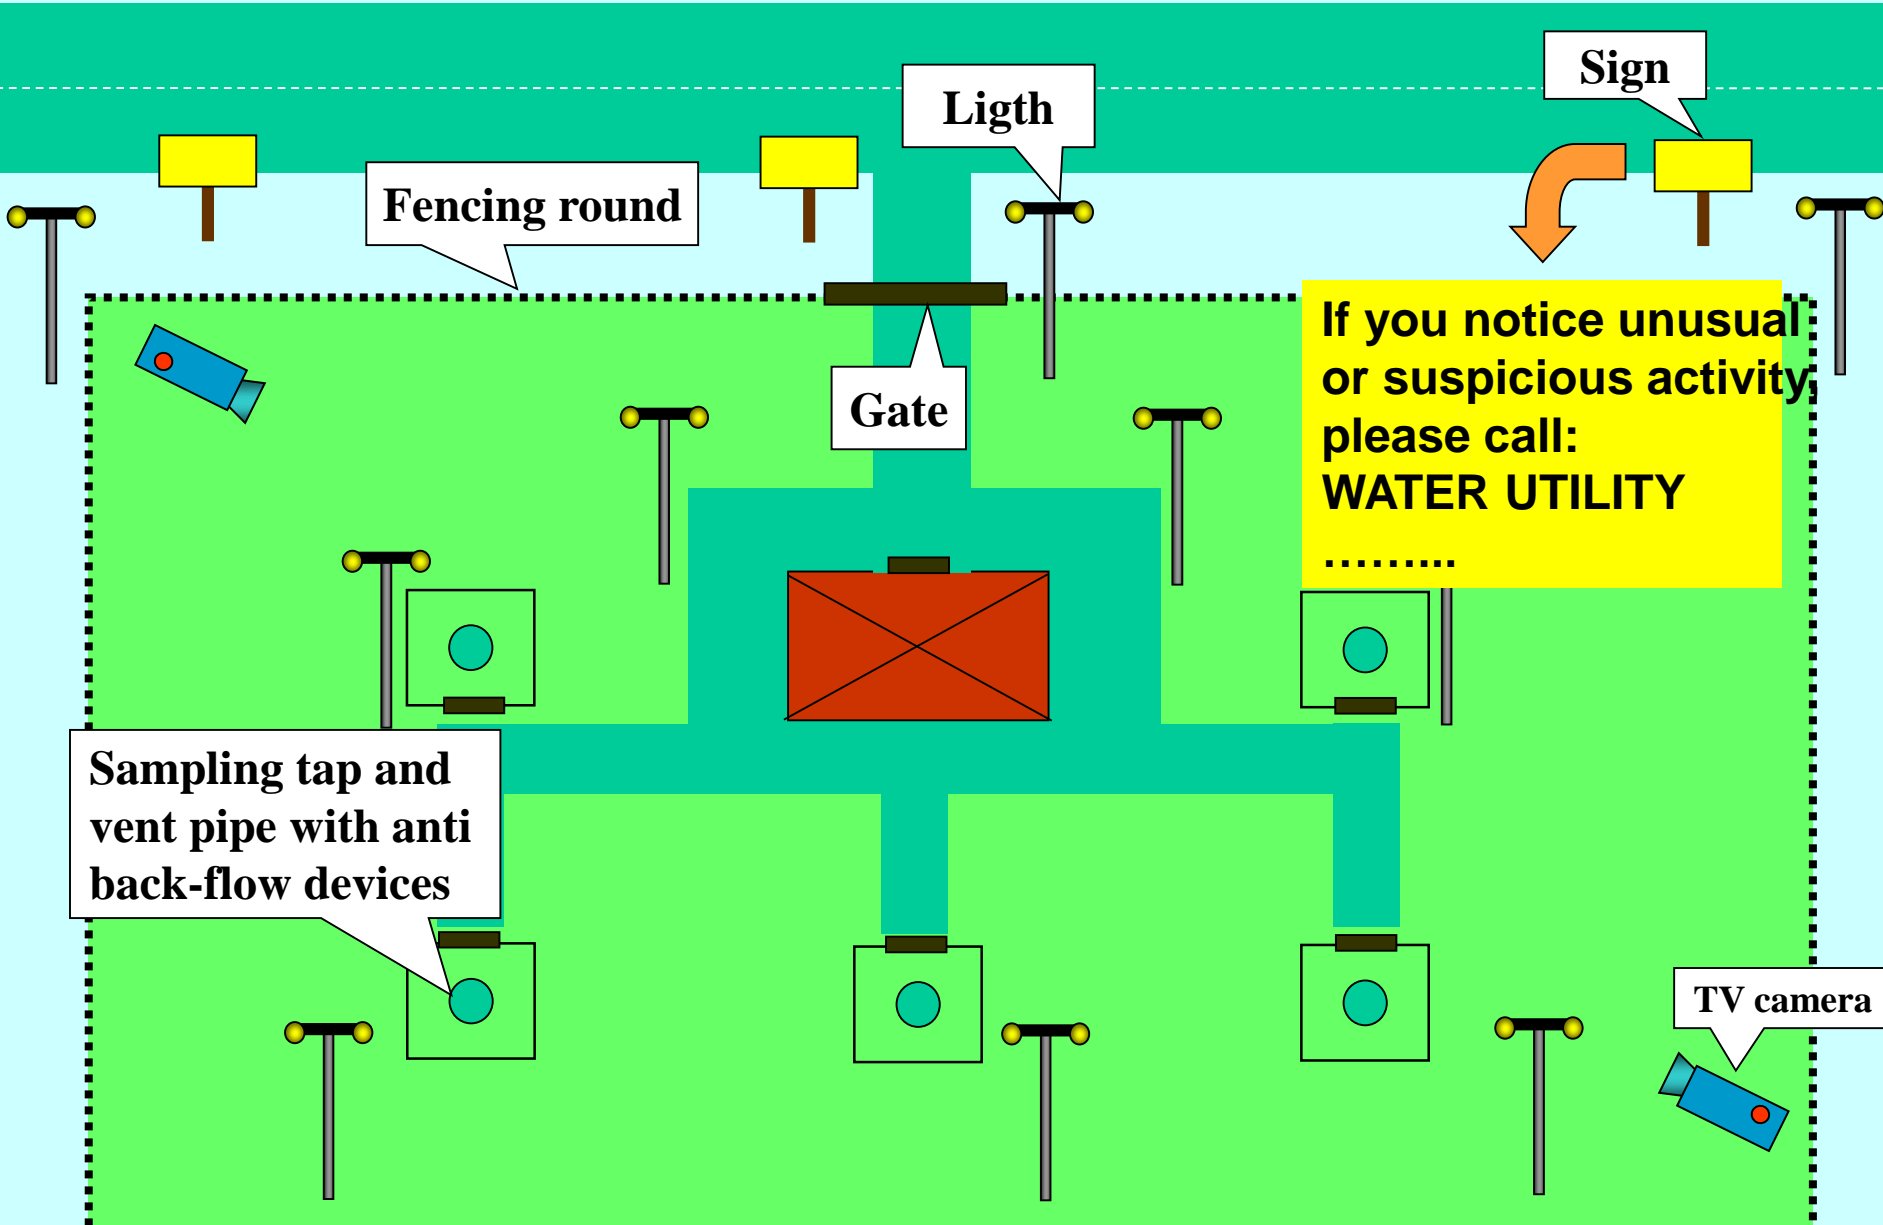 Sign
Ligth
Fencing round
If you notice unusual
or suspicious activity,
please call:
WATER UTILITY
………...
Gate
Sampling tap and
vent pipe with anti
back-flow devices
TV camera